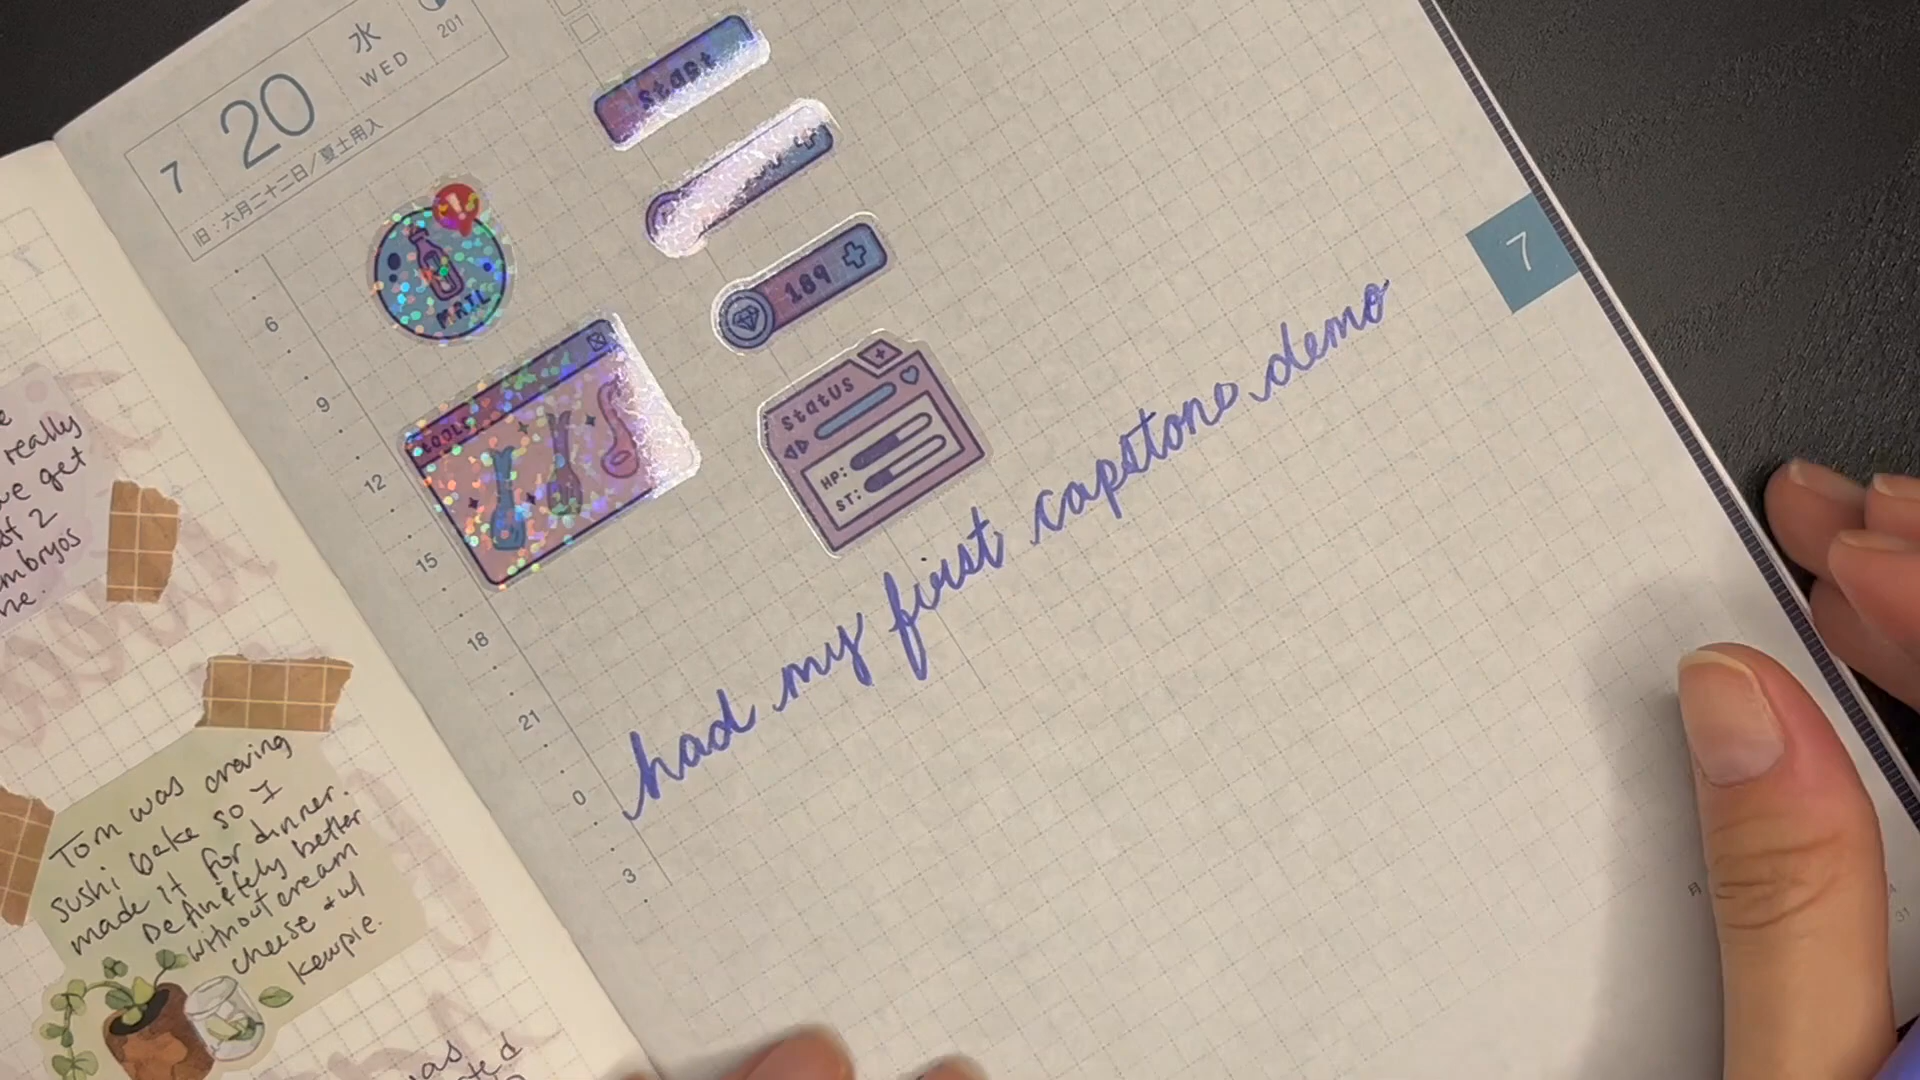 really
get
of 2
embryos
Tom was craving
sushi bake so I
made it for dinner.
Definitely better
without cream
cheese + w/
kewpie.
7
20
水
WED
201
旧:六月二十二日/夏土用入
MAIL
Start
189
tools
status
HP:
ST:
6
9
12
15
18
21
0
3
had my first capstone demo
7
月
31